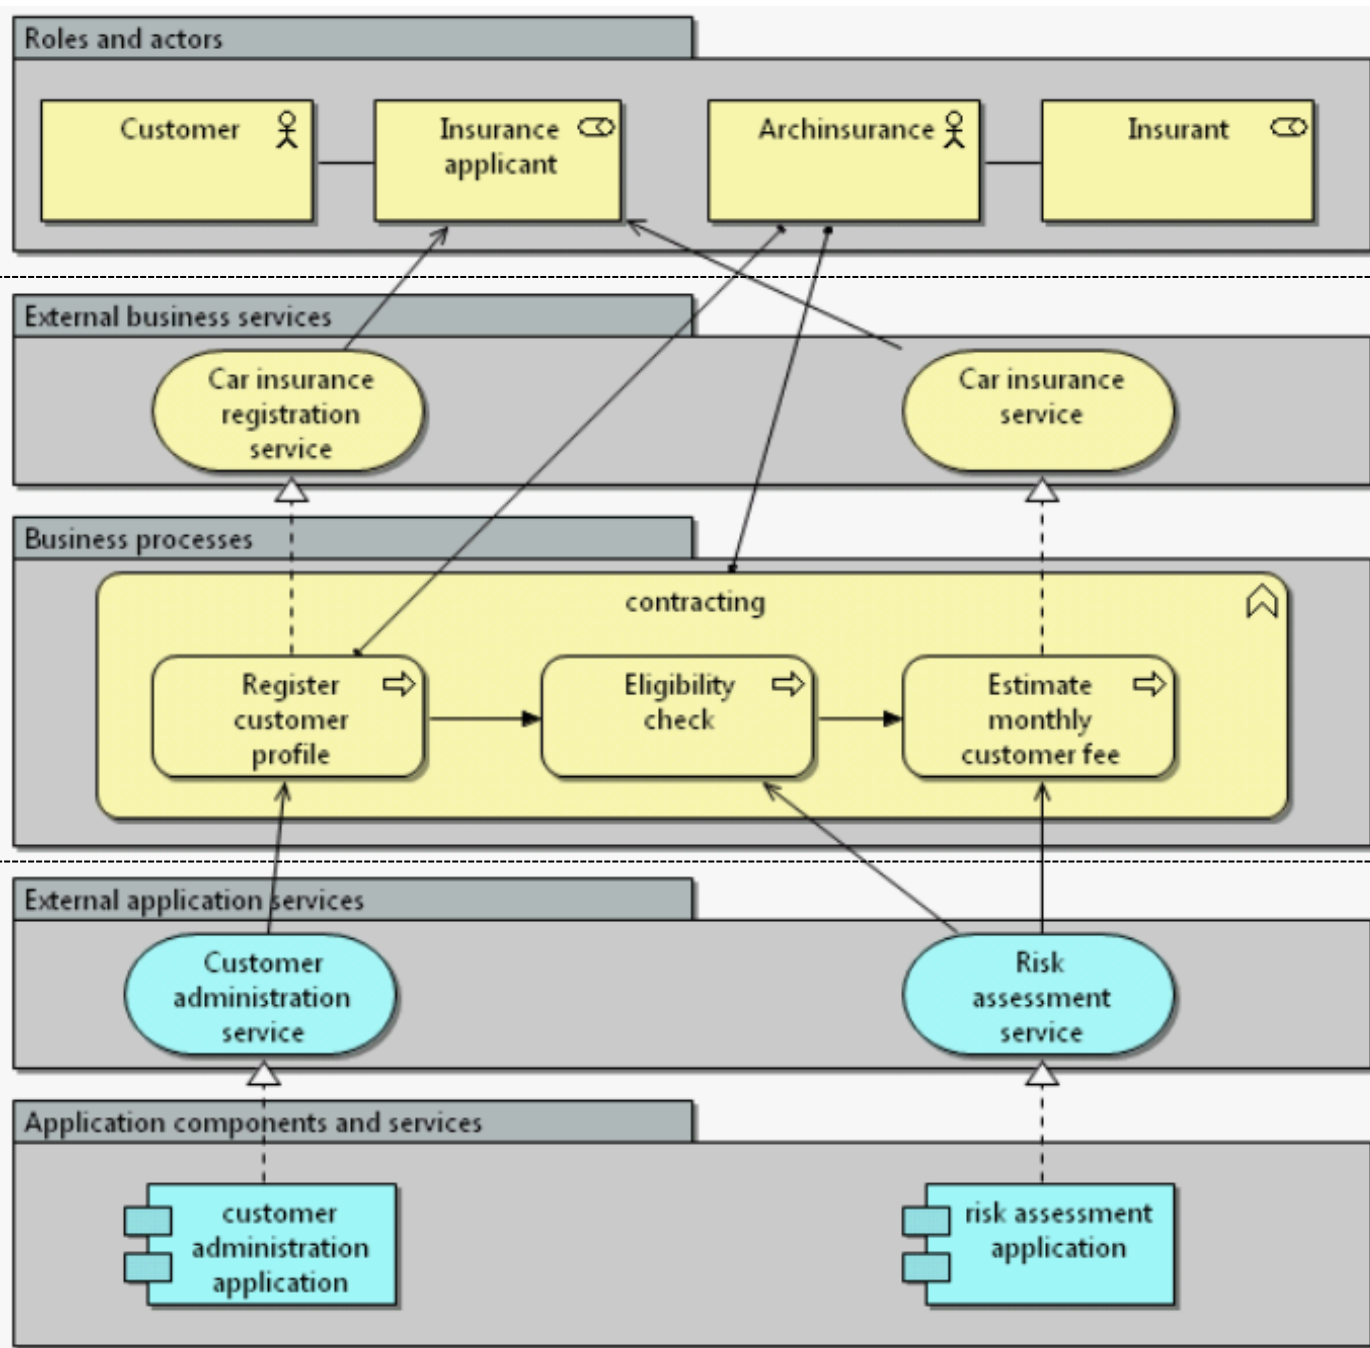 Roles and actors
Customer
Insurance
applicant
Archinsurance
Insurant
External business services
Car insurance
registration
service
Car insurance
service
Business processes
contracting
Register
customer
profile
Eligibility
check
Estimate
monthly
customer fee
External application services
Customer
administration
service
Risk
assessment
service
Application components and services
customer
administration
application
risk assessment
application